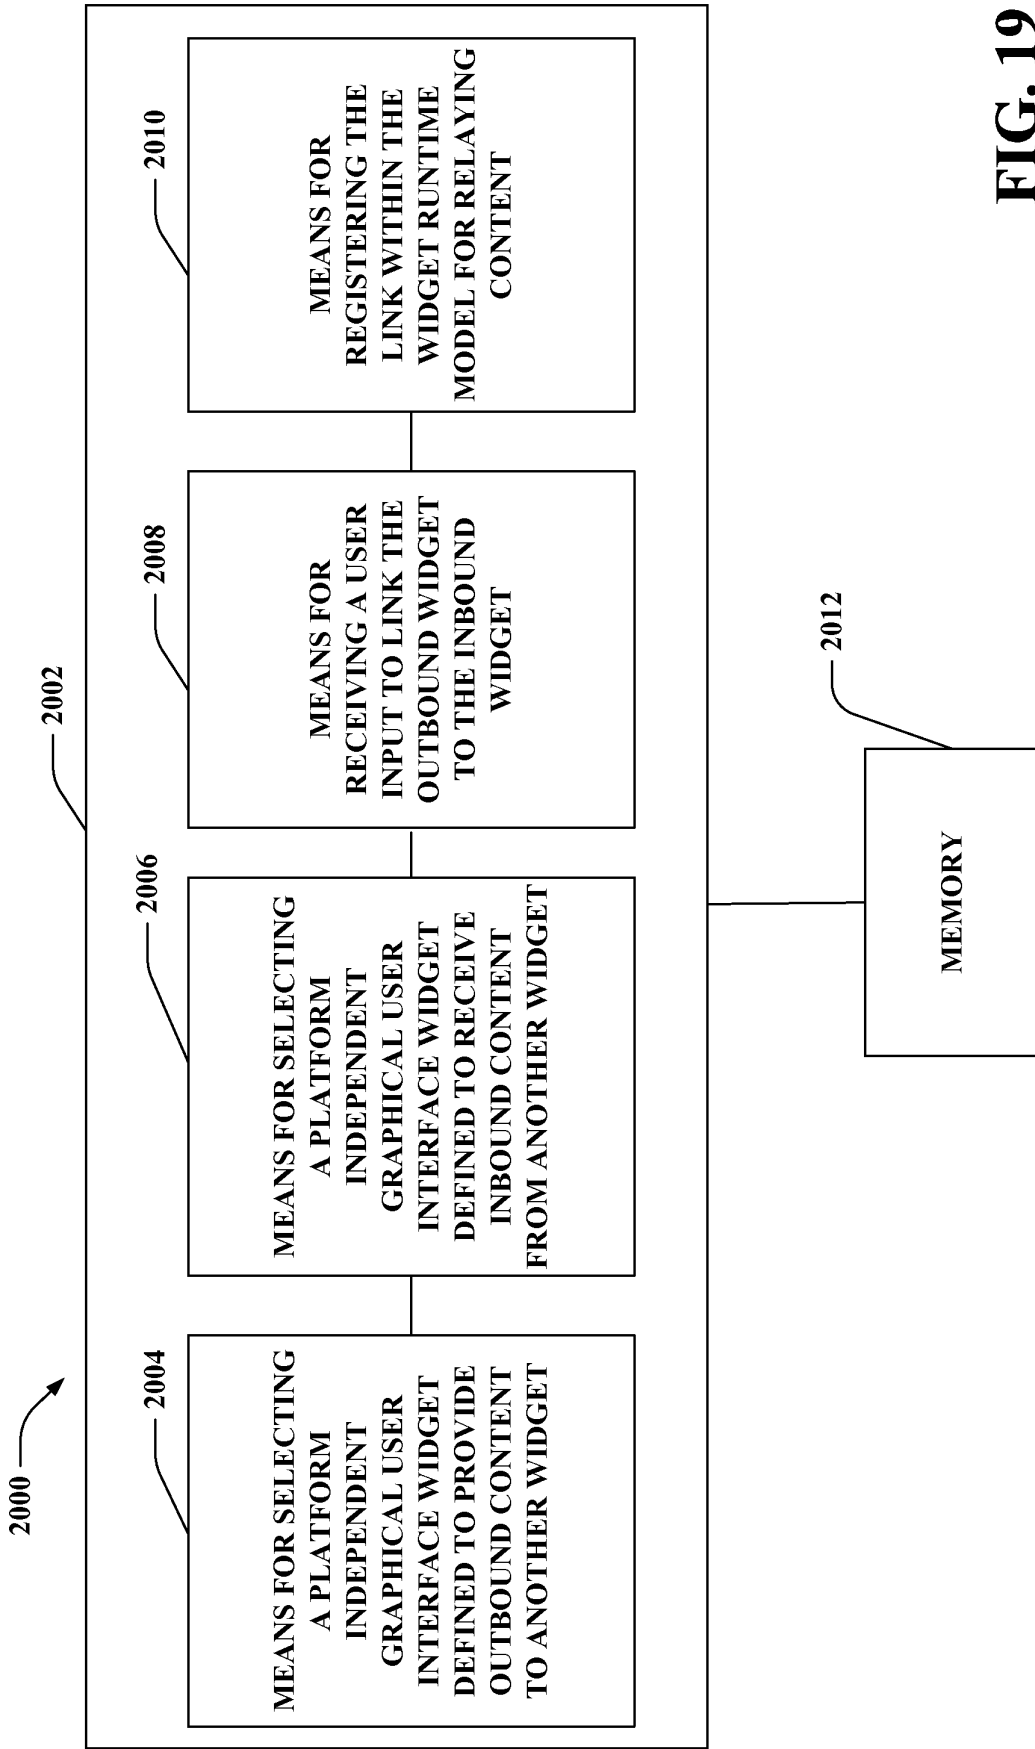 2000
2002
2004
MEANS FOR SELECTING
A PLATFORM
INDEPENDENT
GRAPHICAL USER
INTERFACE WIDGET
DEFINED TO PROVIDE
OUTBOUND CONTENT
TO ANOTHER WIDGET
2006
MEANS FOR SELECTING
A PLATFORM
INDEPENDENT
GRAPHICAL USER
INTERFACE WIDGET
DEFINED TO RECEIVE
INBOUND CONTENT
FROM ANOTHER WIDGET
2008
MEANS FOR
RECEIVING A USER
INPUT TO LINK THE
OUTBOUND WIDGET
TO THE INBOUND
WIDGET
2010
MEANS FOR
REGISTERING THE
LINK WITHIN THE
WIDGET RUNTIME
MODEL FOR RELAYING
CONTENT
2012
MEMORY
FIG. 19